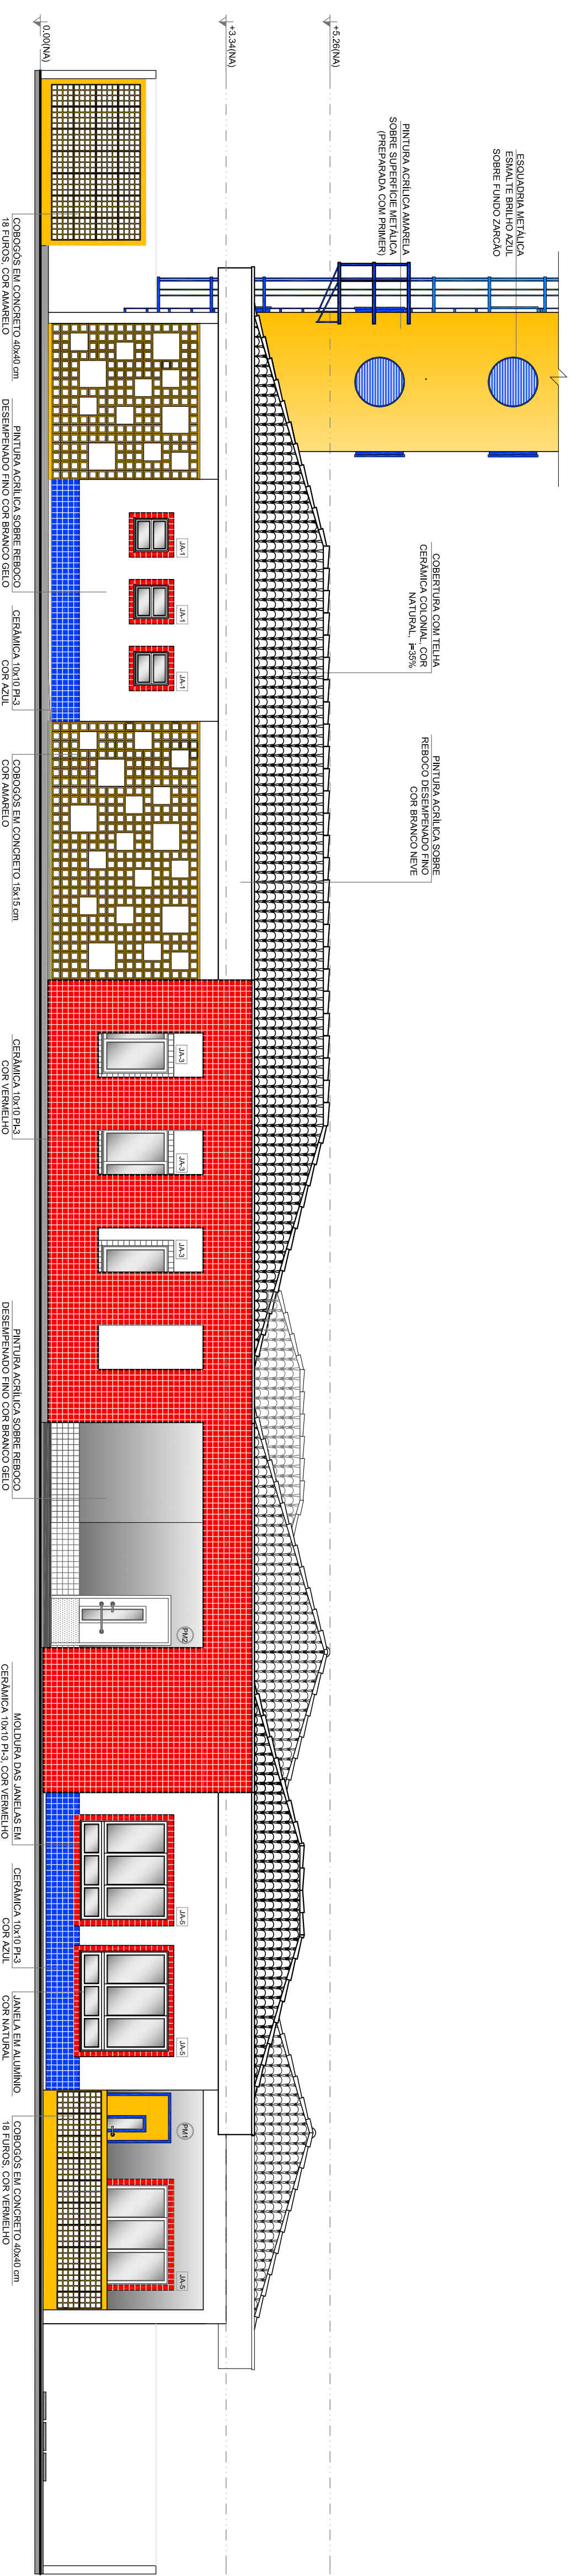 +5.26(NA)
+3.34(NA)
0.00(NA)
ESQUADRIA METÁLICA
ESMALTE BRILHO AZUL
SOBRE FUNDO ZARCÃO
PINTURA ACRÍLICA AMARELA
SOBRE SUPERFÍCIE METÁLICA
(PREPARADA COM PRIMER)
COBERTURA COM TELHA
CERÂMICA COLONIAL, COR
NATURAL, i=35%
PINTURA ACRÍLICA SOBRE
REBOCO DESEMPENADO FINO
COR BRANCO NEVE
JA-1
JA-1
JA-1
JA-3
JA-3
JA-3
PM2
JA-5
JA-5
PM1
JA-5
COBOGÓS EM CONCRETO 40x40 cm
18 FUROS, COR AMARELO
PINTURA ACRÍLICA SOBRE REBOCO
DESEMPENADO FINO COR BRANCO GELO
CERÂMICA 10x10 PI-3
COR AZUL
COBOGÓS EM CONCRETO 15x15 cm
COR AMARELO
CERÂMICA 10x10 PI-3
COR VERMELHO
PINTURA ACRÍLICA SOBRE REBOCO
DESEMPENADO FINO COR BRANCO GELO
MOLDURA DAS JANELAS EM
CERÂMICA 10x10 PI-3, COR VERMELHO
CERÂMICA 10x10 PI-3
COR AZUL
JANELA EM ALUMÍNIO
COR NATURAL
COBOGÓS EM CONCRETO 40x40 cm
18 FUROS, COR VERMELHO